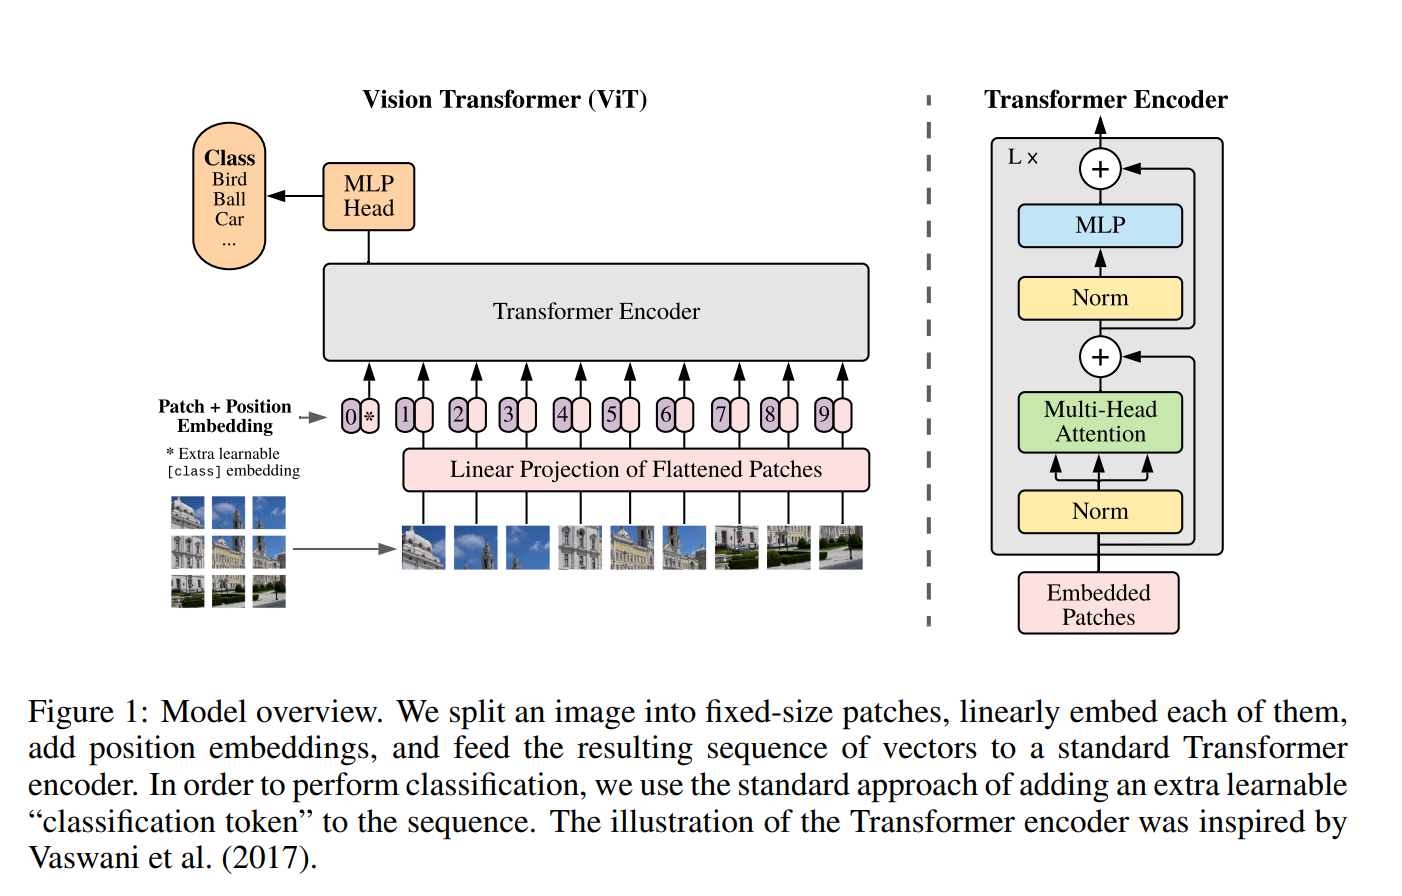 Vision Transformer (ViT)
Class
Bird
Ball
Car
...
MLP
Head
Transformer Encoder
Patch + Position
Embedding
* Extra learnable
[class] embedding
0 * 1 2 3 4 5 6 7 8 9
Linear Projection of Flattened Patches
Transformer Encoder
L ×
+
MLP
Norm
+
Multi-Head
Attention
Norm
Embedded
Patches
Figure 1: Model overview. We split an image into fixed-size patches, linearly embed each of them,
add position embeddings, and feed the resulting sequence of vectors to a standard Transformer
encoder. In order to perform classification, we use the standard approach of adding an extra learnable
“classification token” to the sequence. The illustration of the Transformer encoder was inspired by
Vaswani et al. (2017).